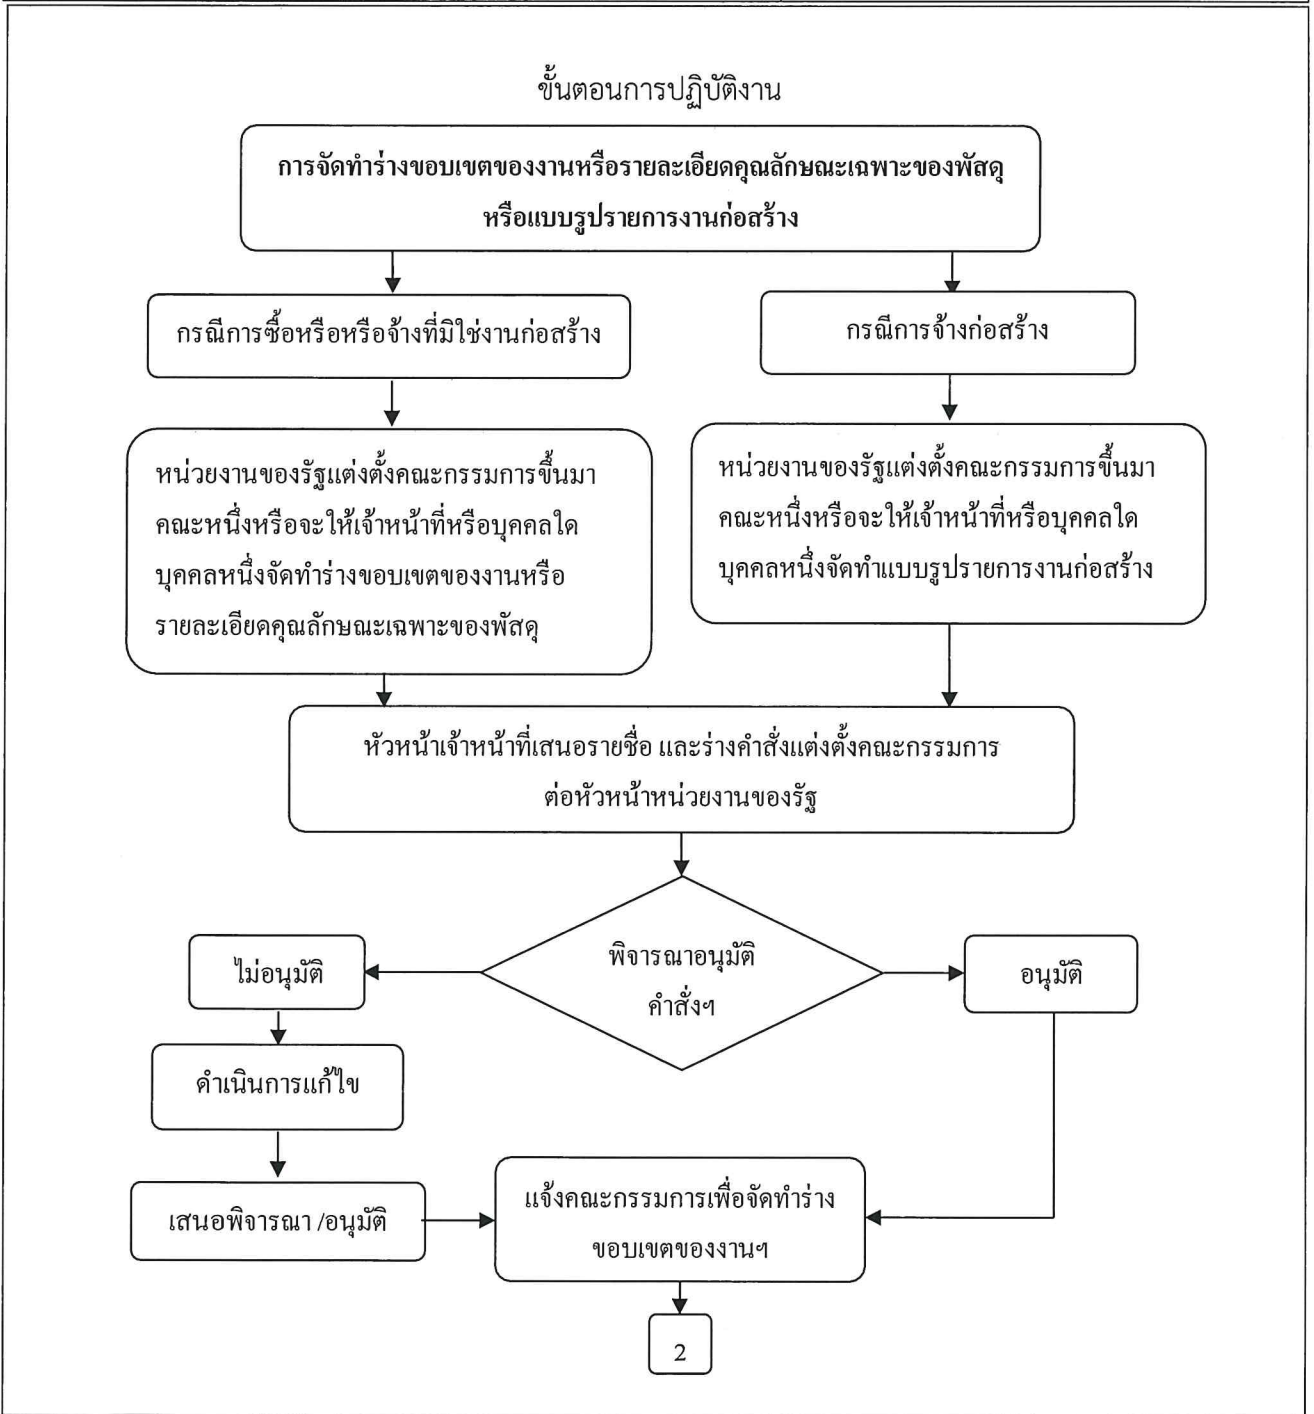 ขั้นตอนการปฏิบัติงาน
การจัดทำร่างขอบเขตของงานหรือรายละเอียดคุณลักษณะเฉพาะของพัสดุ
หรือแบบรูปรายการงานก่อสร้าง
กรณีการซื้อหรือหรือจ้างที่มิใช่งานก่อสร้าง
กรณีการจ้างก่อสร้าง
หน่วยงานของรัฐแต่งตั้งคณะกรรมการขึ้นมา
คณะหนึ่งหรือจะให้เจ้าหน้าที่หรือบุคคลใด
บุคคลหนึ่งจัดทำร่างขอบเขตของงานหรือ
รายละเอียดคุณลักษณะเฉพาะของพัสดุ
หน่วยงานของรัฐแต่งตั้งคณะกรรมการขึ้นมา
คณะหนึ่งหรือจะให้เจ้าหน้าที่หรือบุคคลใด
บุคคลหนึ่งจัดทำแบบรูปรายการงานก่อสร้าง
หัวหน้าเจ้าหน้าที่เสนอรายชื่อ และร่างคำสั่งแต่งตั้งคณะกรรมการ
ต่อหัวหน้าหน่วยงานของรัฐ
พิจารณาอนุมัติ
คำสั่งฯ
ไม่อนุมัติ
อนุมัติ
ดำเนินการแก้ไข
เสนอพิจารณา /อนุมัติ
แจ้งคณะกรรมการเพื่อจัดทำร่าง
ขอบเขตของงานฯ
2